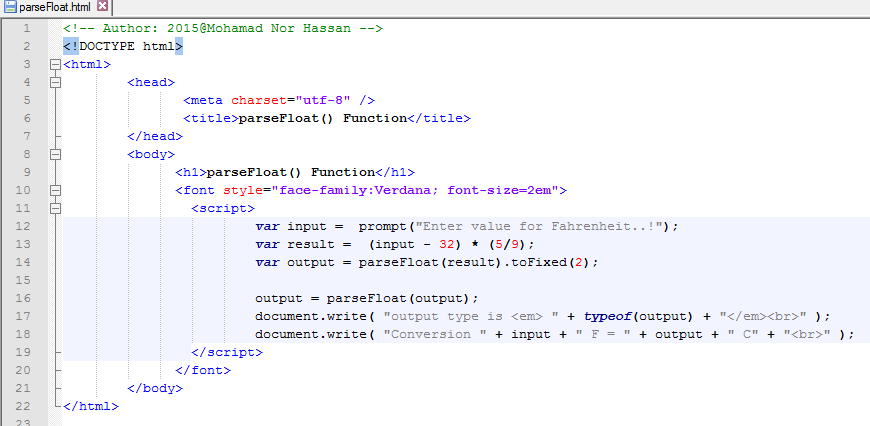 parseFloat.html
1 <!-- Author: 2015@Mohamad Nor Hassan -->
2 <!DOCTYPE html>
3 <html>
4 <head>
5 <meta charset="utf-8" />
6 <title>parseFloat() Function</title>
7 </head>
8 <body>
9 <h1>parseFloat() Function</h1>
10 <font style="face-family:Verdana; font-size=2em">
11 <script>
12 var input =  prompt("Enter value for Fahrenheit..!");
13 var result =  (input - 32) * (5/9);
14 var output = parseFloat(result).toFixed(2);
15
16 output = parseFloat(output);
17 document.write( "output type is <em> " + typeof(output) + "</em><br>" );
18 document.write( "Conversion " + input + " F = " + output + " C" + "<br>" );
19 </script>
20 </font>
21 </body>
22 </html>
23